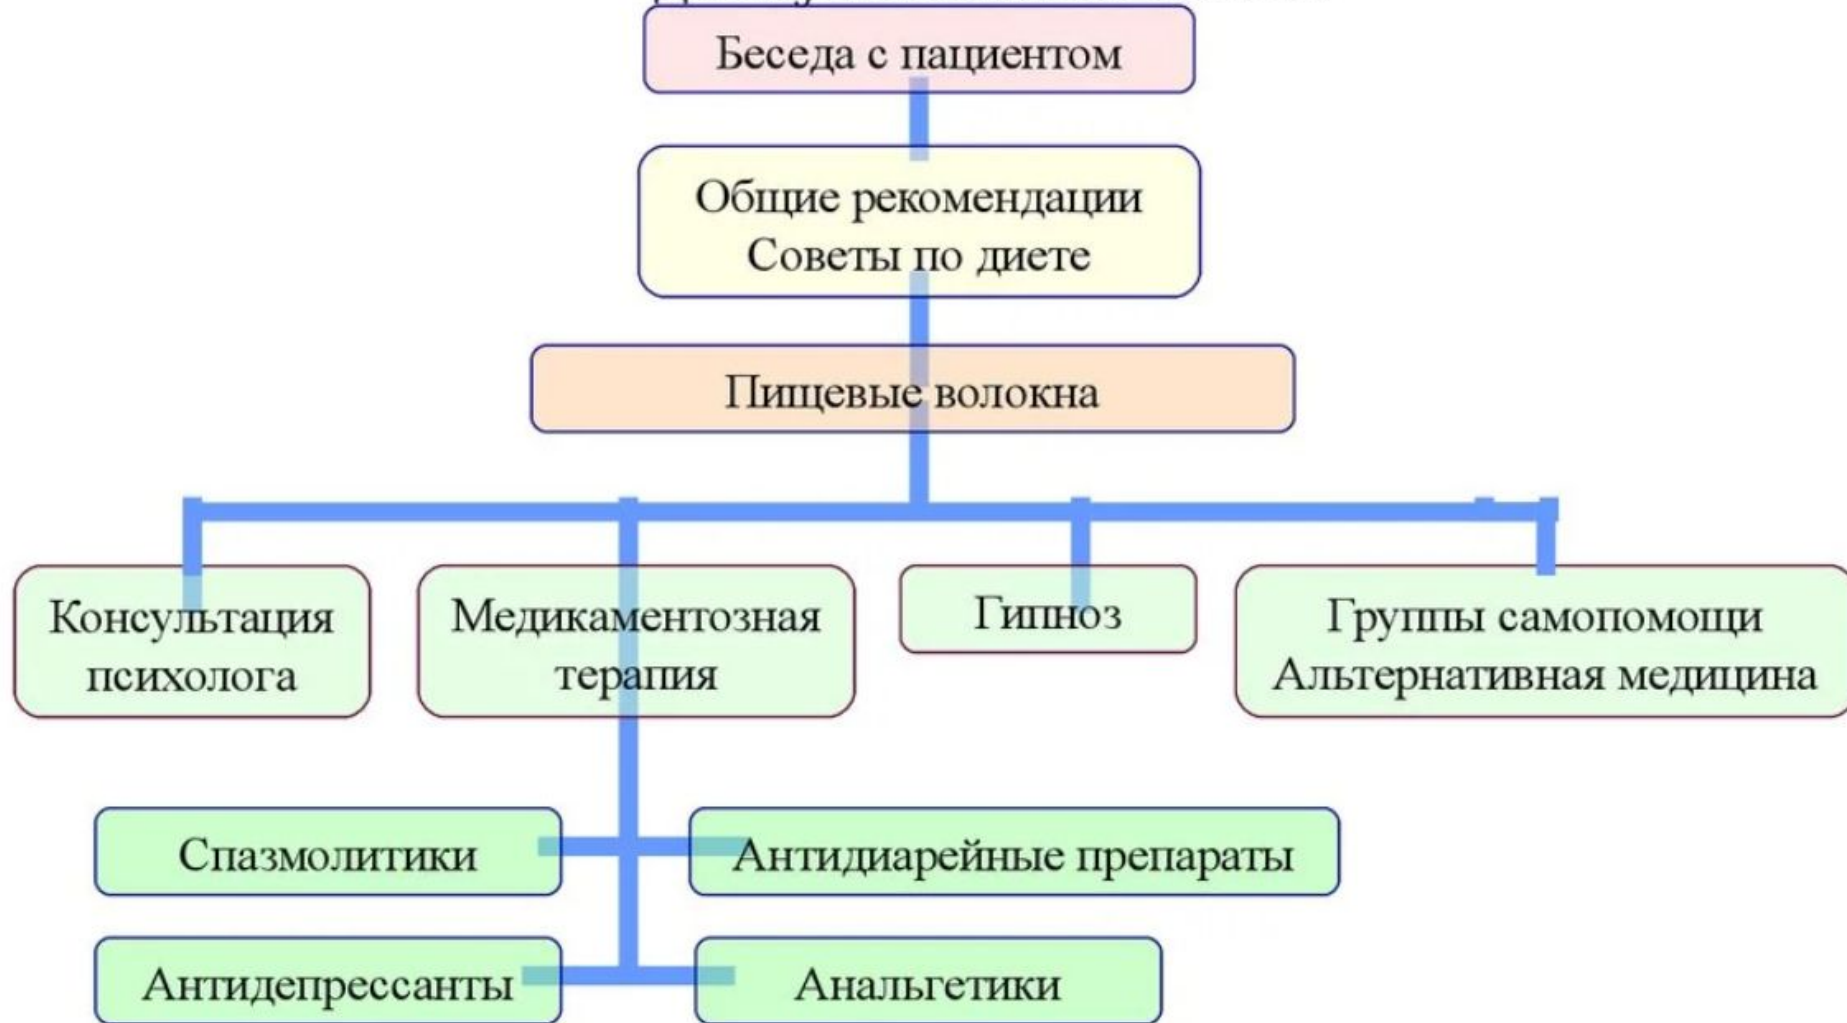 Беседа с пациентом
Общие рекомендации
Советы по диете
Пищевые волокна
Консультация
психолога
Медикаментозная
терапия
Гипноз
Группы самопомощи
Альтернативная медицина
Спазмолитики
Антидиарейные препараты
Антидепрессанты
Анальгетики